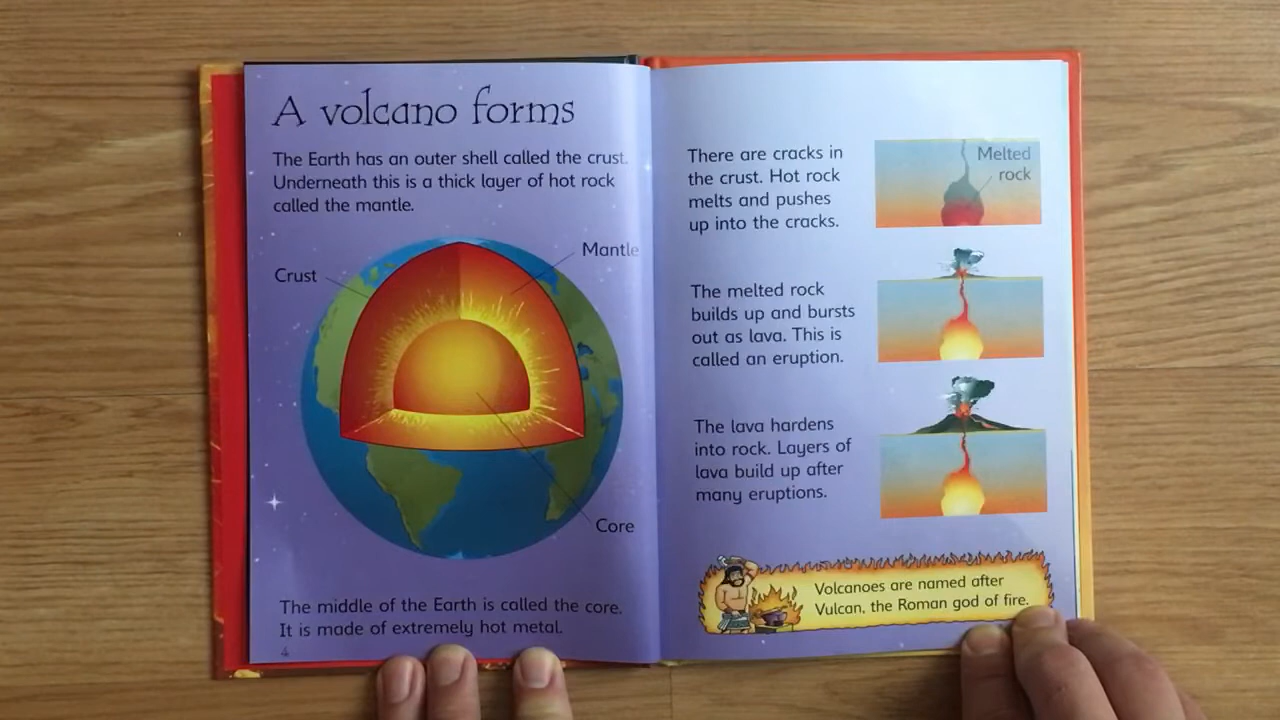 A volcano forms
The Earth has an outer shell called the crust.
Underneath this is a thick layer of hot rock
called the mantle.
Mantle
Crust
Core
The middle of the Earth is called the core.
It is made of extremely hot metal.
4
There are cracks in
the crust. Hot rock
melts and pushes
up into the cracks.
Melted
rock
The melted rock
builds up and bursts
out as lava. This is
called an eruption.
The lava hardens
into rock. Layers of
lava build up after
many eruptions.
Volcanoes are named after
Vulcan, the Roman god of fire.